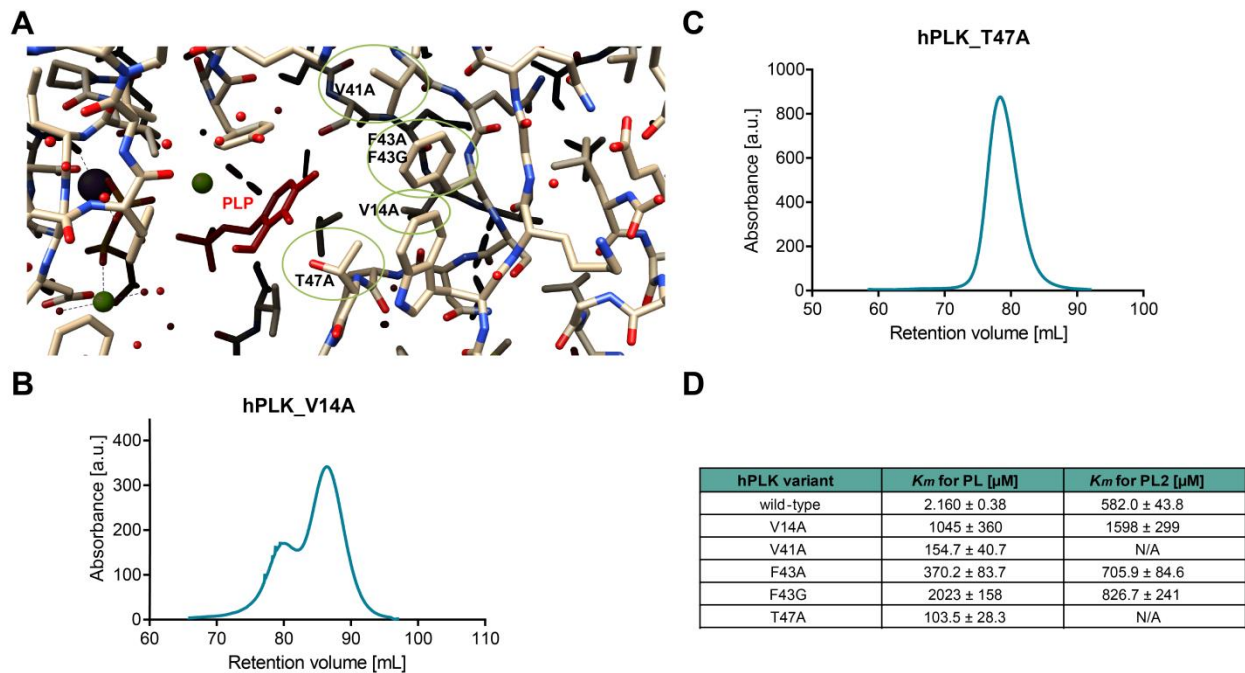 A
V41A
F43A
F43G
PLP
V14A
T47A
B
hPLK_V14A
Absorbance [a.u.]
400
300
200
100
0
60 70 80 90 100 110
Retention volume [mL]
C
hPLK_T47A
Absorbance [a.u.]
1000
800
600
400
200
0
50 60 70 80 90 100
Retention volume [mL]
D
hPLK variant Km for PL [µM] Km for PL2 [µM]
wild-type 2.160 ± 0.38 582.0 ± 43.8
V14A 1045 ± 360 1598 ± 299
V41A 154.7 ± 40.7 N/A
F43A 370.2 ± 83.7 705.9 ± 84.6
F43G 2023 ± 158 826.7 ± 241
T47A 103.5 ± 28.3 N/A